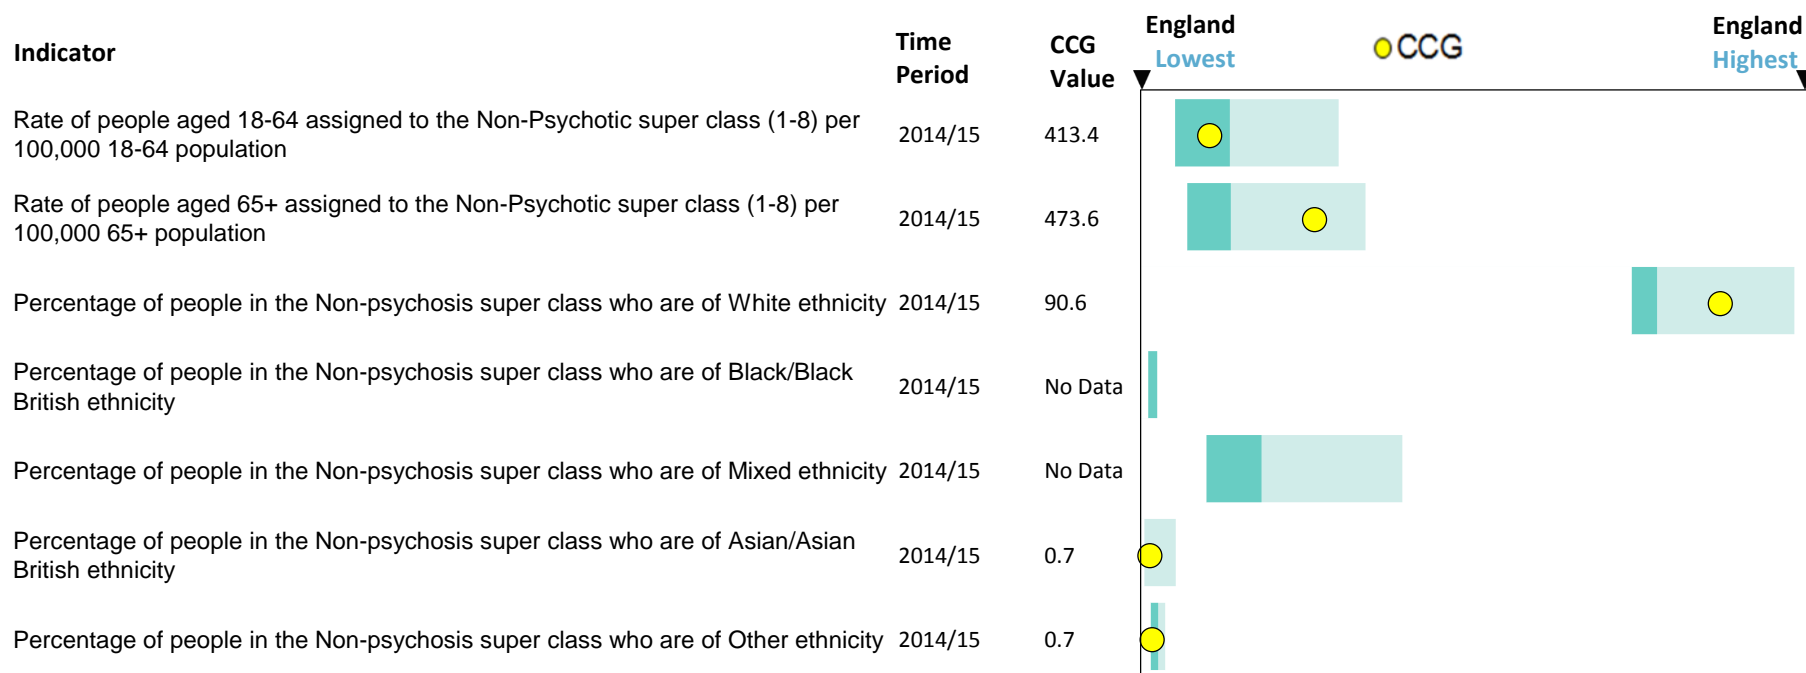 Indicator
Time
Period
CCG
Value
England
Lowest
CCG
England
Highest
Rate of people aged 18-64 assigned to the Non-Psychotic super class (1-8) per
100,000 18-64 population
2014/15
413.4
Rate of people aged 65+ assigned to the Non-Psychotic super class (1-8) per
100,000 65+ population
2014/15
473.6
Percentage of people in the Non-psychosis super class who are of White ethnicity
2014/15
90.6
Percentage of people in the Non-psychosis super class who are of Black/Black
British ethnicity
2014/15
No Data
Percentage of people in the Non-psychosis super class who are of Mixed ethnicity
2014/15
No Data
Percentage of people in the Non-psychosis super class who are of Asian/Asian
British ethnicity
2014/15
0.7
Percentage of people in the Non-psychosis super class who are of Other ethnicity
2014/15
0.7